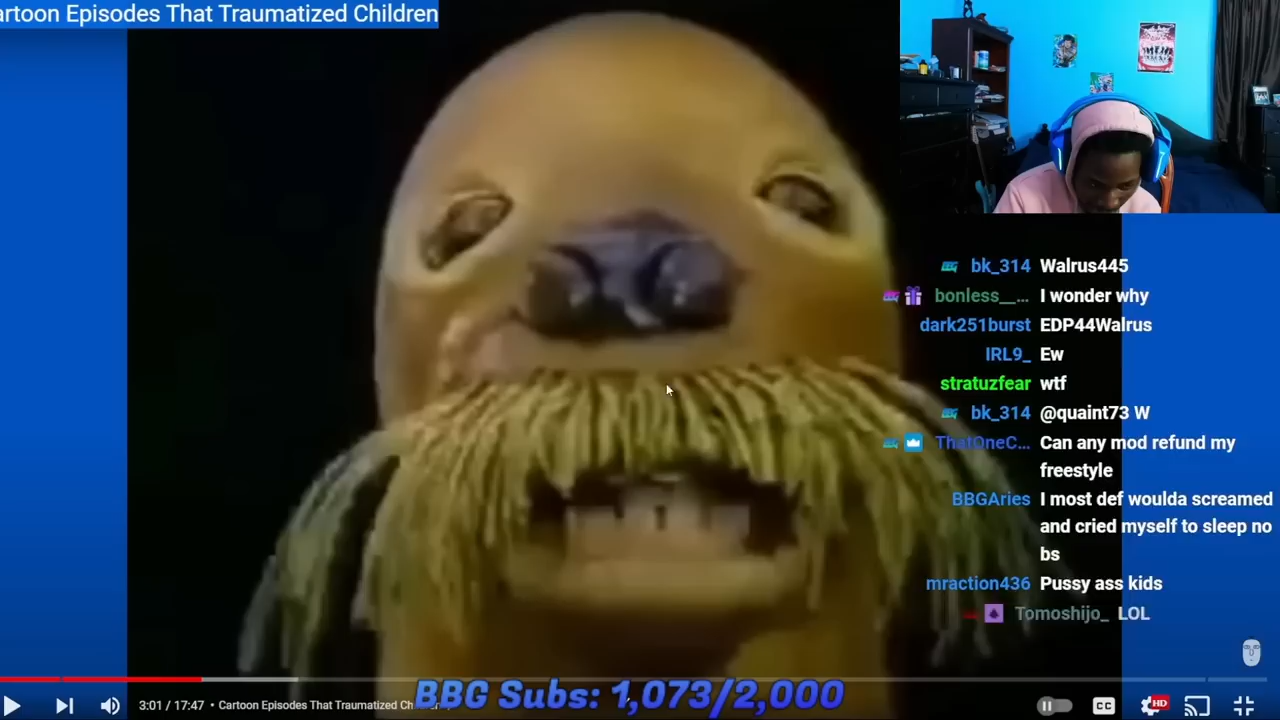 artoon Episodes That Traumatized Children
bk_314 Walrus445
bonless__... I wonder why
dark251burst EDP44Walrus
IRL9_ Ew
stratuzfear wtf
bk_314 @quaint73 W
ThatOneC... Can any mod refund my
freestyle
BBGAries I most def woulda screamed
and cried myself to sleep no
bs
mraction436 Pussy ass kids
Tomoshijo_ LOL
BBG Subs: 1,073/2,000
3:01 / 17:47 • Cartoon Episodes That Traumatized Ch
CC
HD